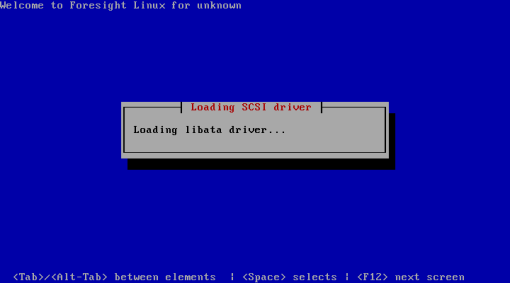 Welcome to Foresight Linux for unknown
Loading SCSI driver
Loading libata driver...
<Tab>/<Alt-Tab> between elements | <Space> selects | <F12> next screen